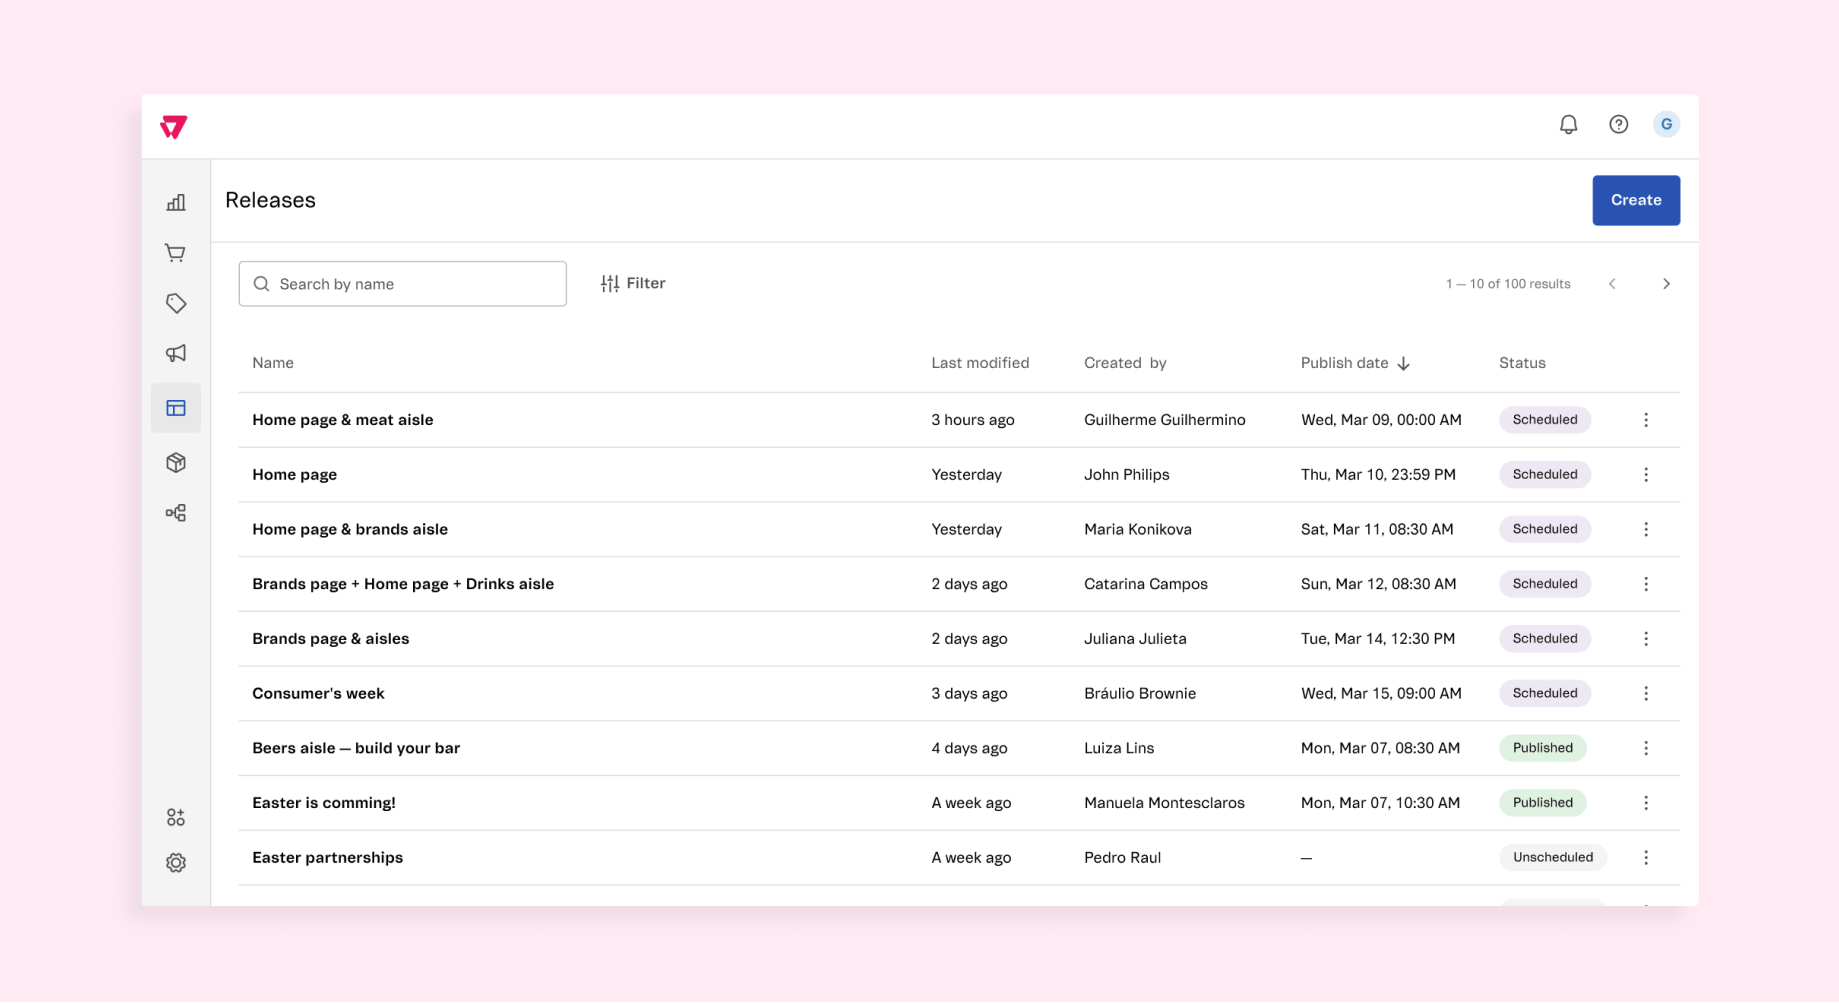 G
Releases
Create
Search by name
Filter
1 — 10 of 100 results
Name Last modified Created by Publish date Status
Home page & meat aisle 3 hours ago Guilherme Guilhermino Wed, Mar 09, 00:00 AM Scheduled
Home page Yesterday John Philips Thu, Mar 10, 23:59 PM Scheduled
Home page & brands aisle Yesterday Maria Konikova Sat, Mar 11, 08:30 AM Scheduled
Brands page + Home page + Drinks aisle 2 days ago Catarina Campos Sun, Mar 12, 08:30 AM Scheduled
Brands page & aisles 2 days ago Juliana Julieta Tue, Mar 14, 12:30 PM Scheduled
Consumer's week 3 days ago Bráulio Brownie Wed, Mar 15, 09:00 AM Scheduled
Beers aisle — build your bar 4 days ago Luiza Lins Mon, Mar 07, 08:30 AM Published
Easter is comming! A week ago Manuela Montesclaros Mon, Mar 07, 10:30 AM Published
Easter partnerships A week ago Pedro Raul — Unscheduled